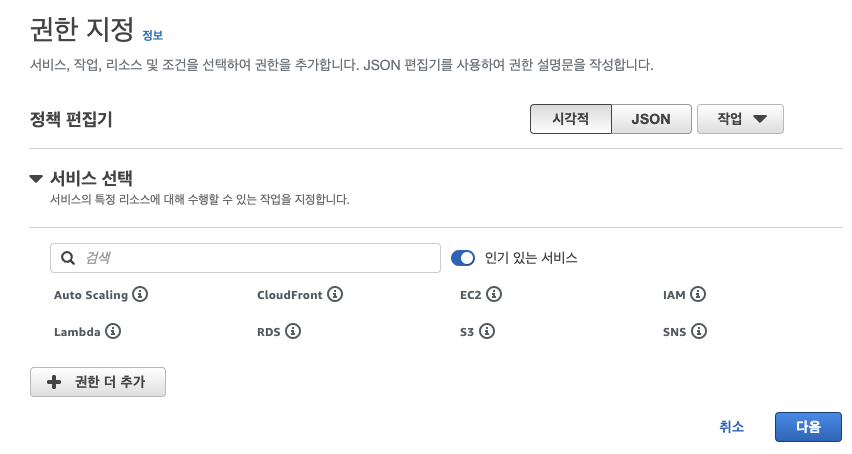 권한 지정 정보
서비스, 작업, 리소스 및 조건을 선택하여 권한을 추가합니다. JSON 편집기를 사용하여 권한 설명문을 작성합니다.
정책 편집기 시각적 JSON 작업
서비스 선택
서비스의 특정 리소스에 대해 수행할 수 있는 작업을 지정합니다.
검색 인기 있는 서비스
Auto Scaling CloudFront EC2 IAM
Lambda RDS S3 SNS
권한 더 추가
취소 다음